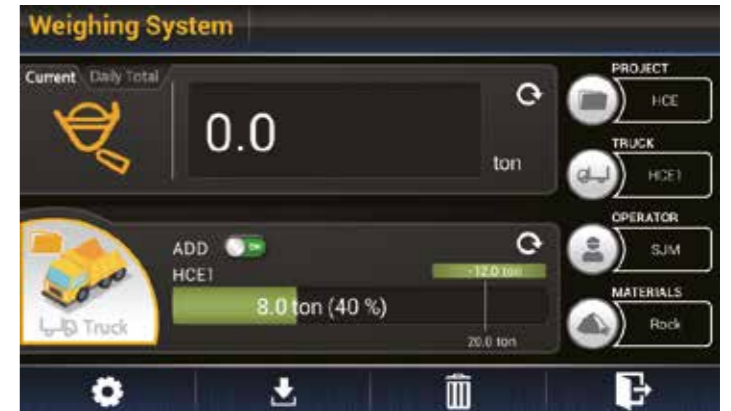 Weighing System
Current Daily Total
0.0
ton
ADD ON
HCE1
-12.0 ton
8.0 ton (40 %)
20.0 ton
Truck
PROJECT
HCE
TRUCK
HCE1
OPERATOR
SJM
MATERIALS
Rock